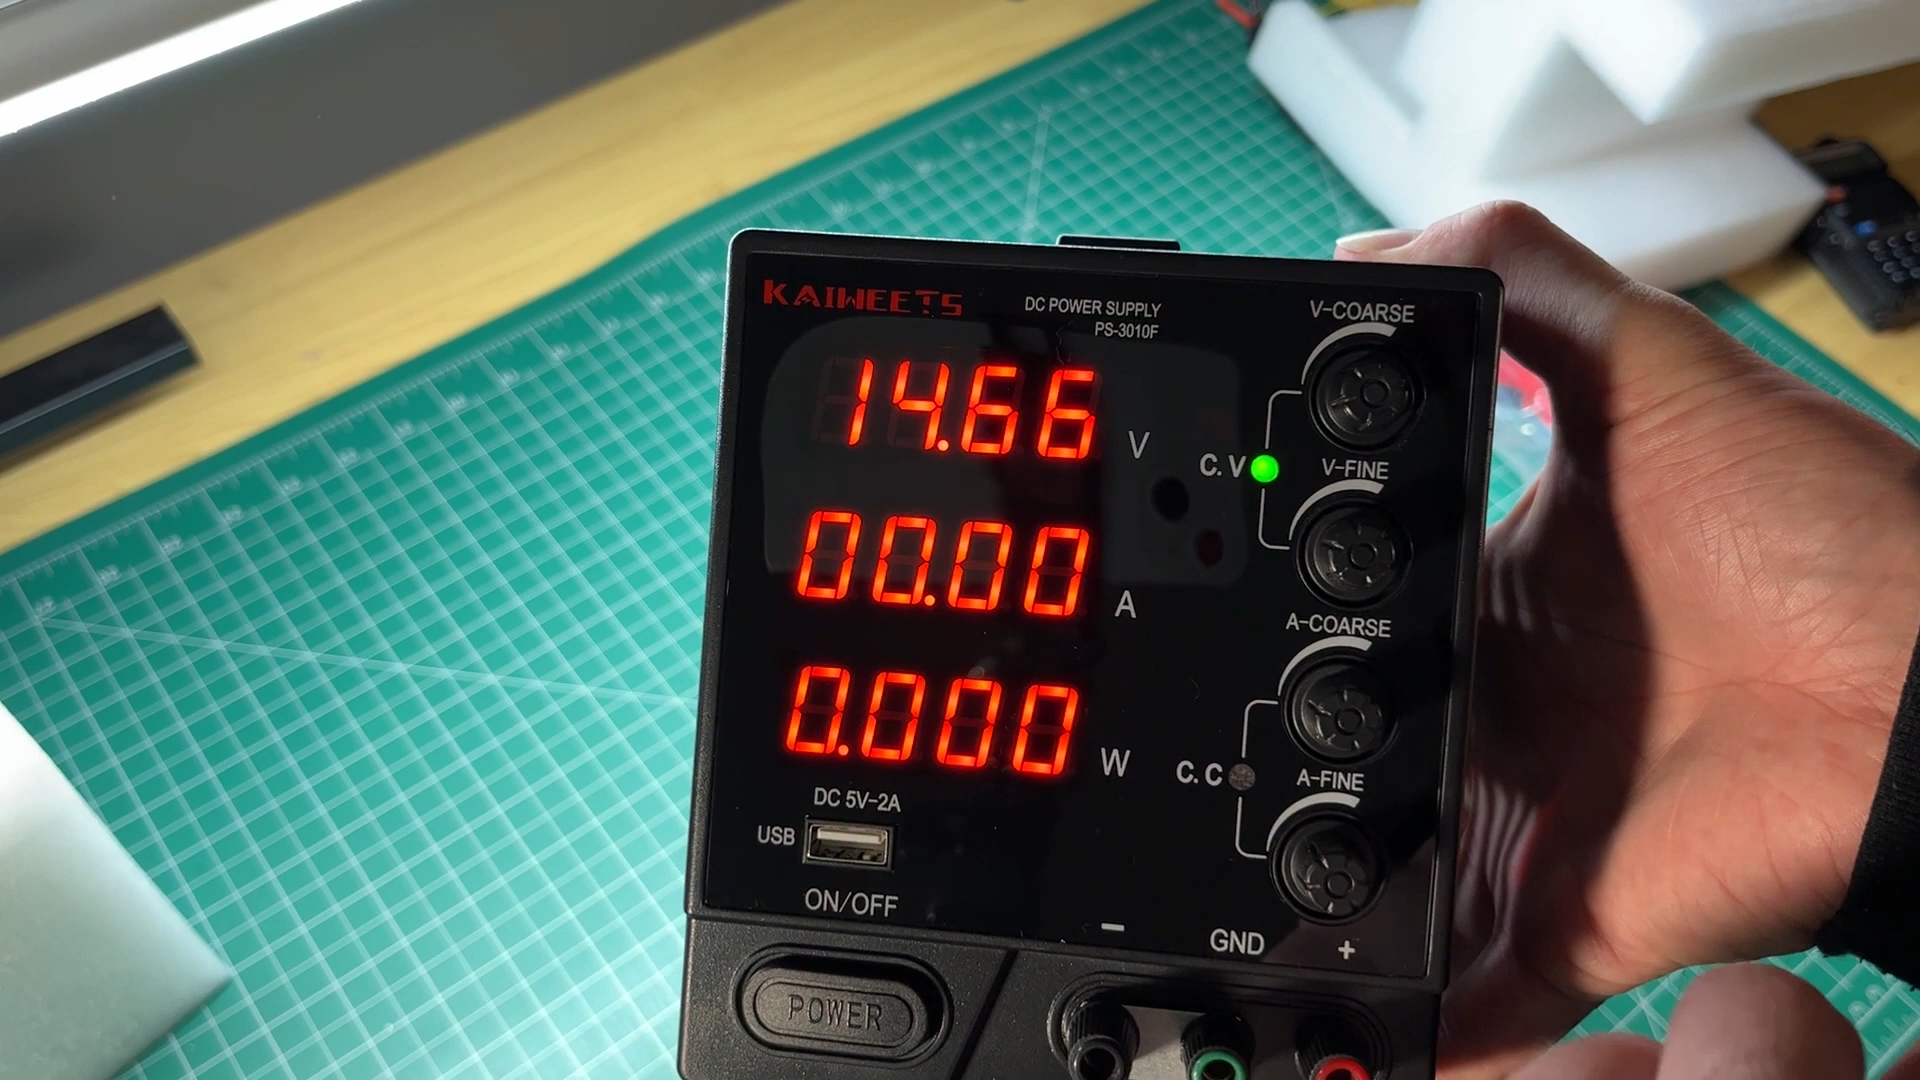 KAIWEETS
DC POWER SUPPLY
PS-3010F
V-COARSE
14.66 V
C.V
V-FINE
00.00 A
A-COARSE
0.000 W
C.C
A-FINE
DC 5V-2A
USB
ON/OFF
− GND +
POWER